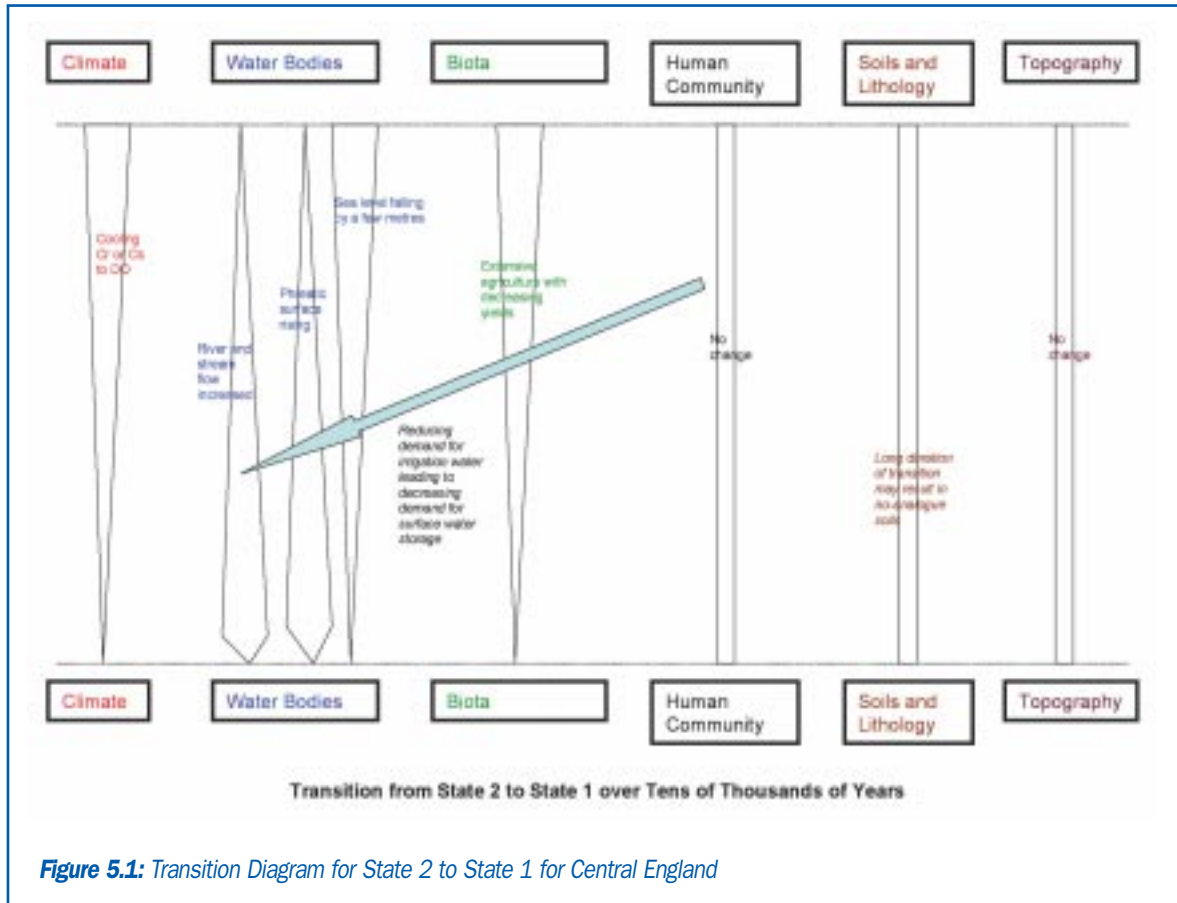 Climate
Water Bodies
Biota
Human
Community
Soils and
Lithology
Topography
Sea level falling
by a few metres
Cooling
Cr or Cs
to DO
Extensive
agriculture with
decreasing
yields
Phreatic
surface
rising
River and
stream
flow
increased
No
change
No
change
Reducing
demand for
irrigation water
leading to
decreasing
demand for
surface water
storage
Long duration
of transition
may result in
no-analogue
soils
Climate
Water Bodies
Biota
Human
Community
Soils and
Lithology
Topography
Transition from State 2 to State 1 over Tens of Thousands of Years
Figure 5.1: Transition Diagram for State 2 to State 1 for Central England